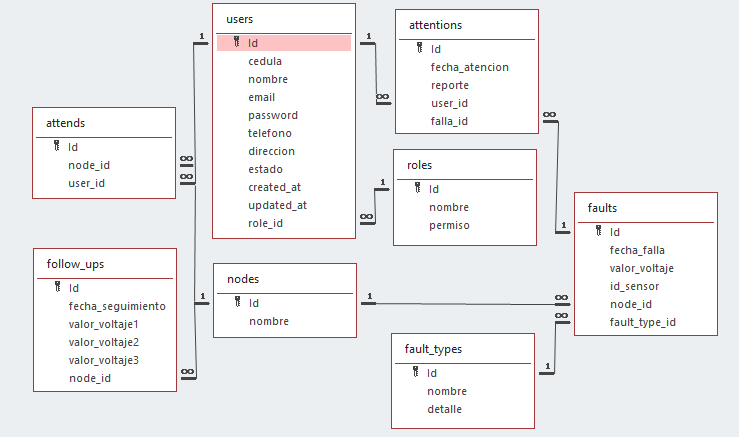 users
Id
cedula
nombre
email
password
telefono
direccion
estado
created_at
updated_at
role_id
attentions
Id
fecha_atencion
reporte
user_id
falla_id
attends
Id
node_id
user_id
roles
Id
nombre
permiso
faults
Id
fecha_falla
valor_voltaje
id_sensor
node_id
fault_type_id
follow_ups
Id
fecha_seguimiento
valor_voltaje1
valor_voltaje2
valor_voltaje3
node_id
nodes
Id
nombre
fault_types
Id
nombre
detalle
1
∞
1
∞
∞
∞
1
∞
1
1
1
∞
∞
1
∞